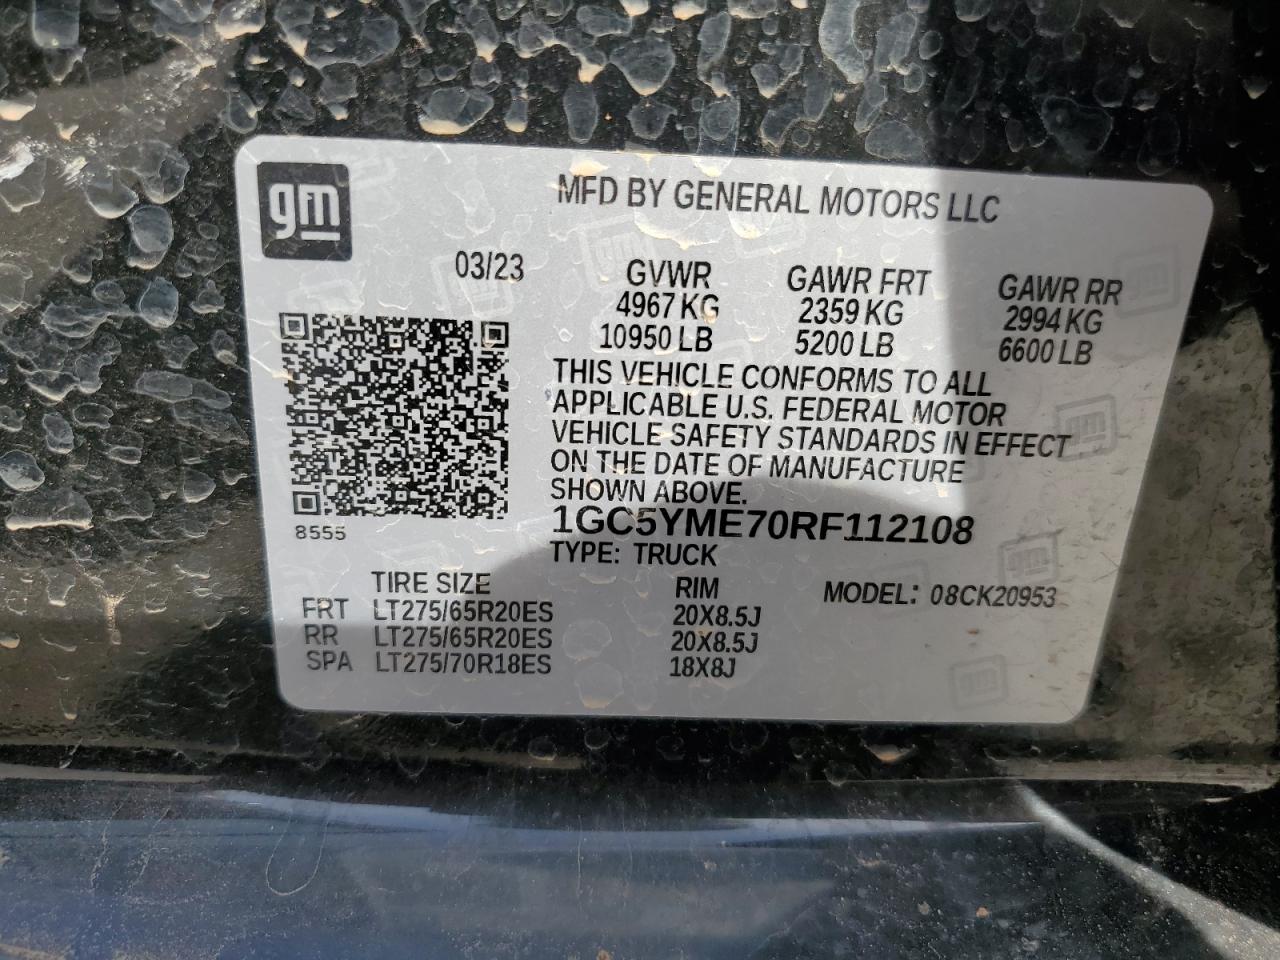 gm
MFD BY GENERAL MOTORS LLC
03/23
GVWR GAWR FRT GAWR RR
4967 KG 2359 KG 2994 KG
10950 LB 5200 LB 6600 LB
THIS VEHICLE CONFORMS TO ALL
APPLICABLE U.S. FEDERAL MOTOR
VEHICLE SAFETY STANDARDS IN EFFECT
ON THE DATE OF MANUFACTURE
SHOWN ABOVE.
1GC5YME70RF112108
8555
TYPE: TRUCK
TIRE SIZE RIM MODEL: 08CK20953
FRT LT275/65R20ES 20X8.5J
RR LT275/65R20ES 20X8.5J
SPA LT275/70R18ES 18X8J